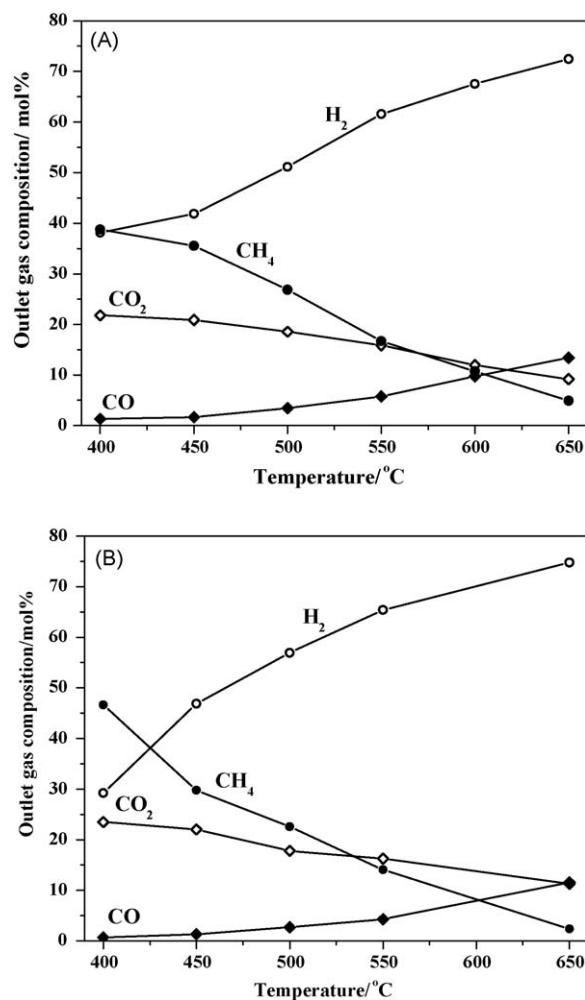 (A)
Outlet gas composition/ mol%
80
70
60
50
40
30
20
10
0
H₂
CH₄
CO₂
CO
400 450 500 550 600 650
Temperature/°C
(B)
Outlet gas composition/mol%
80
70
60
50
40
30
20
10
0
H₂
CH₄
CO₂
CO
400 450 500 550 600 650
Temperature/°C